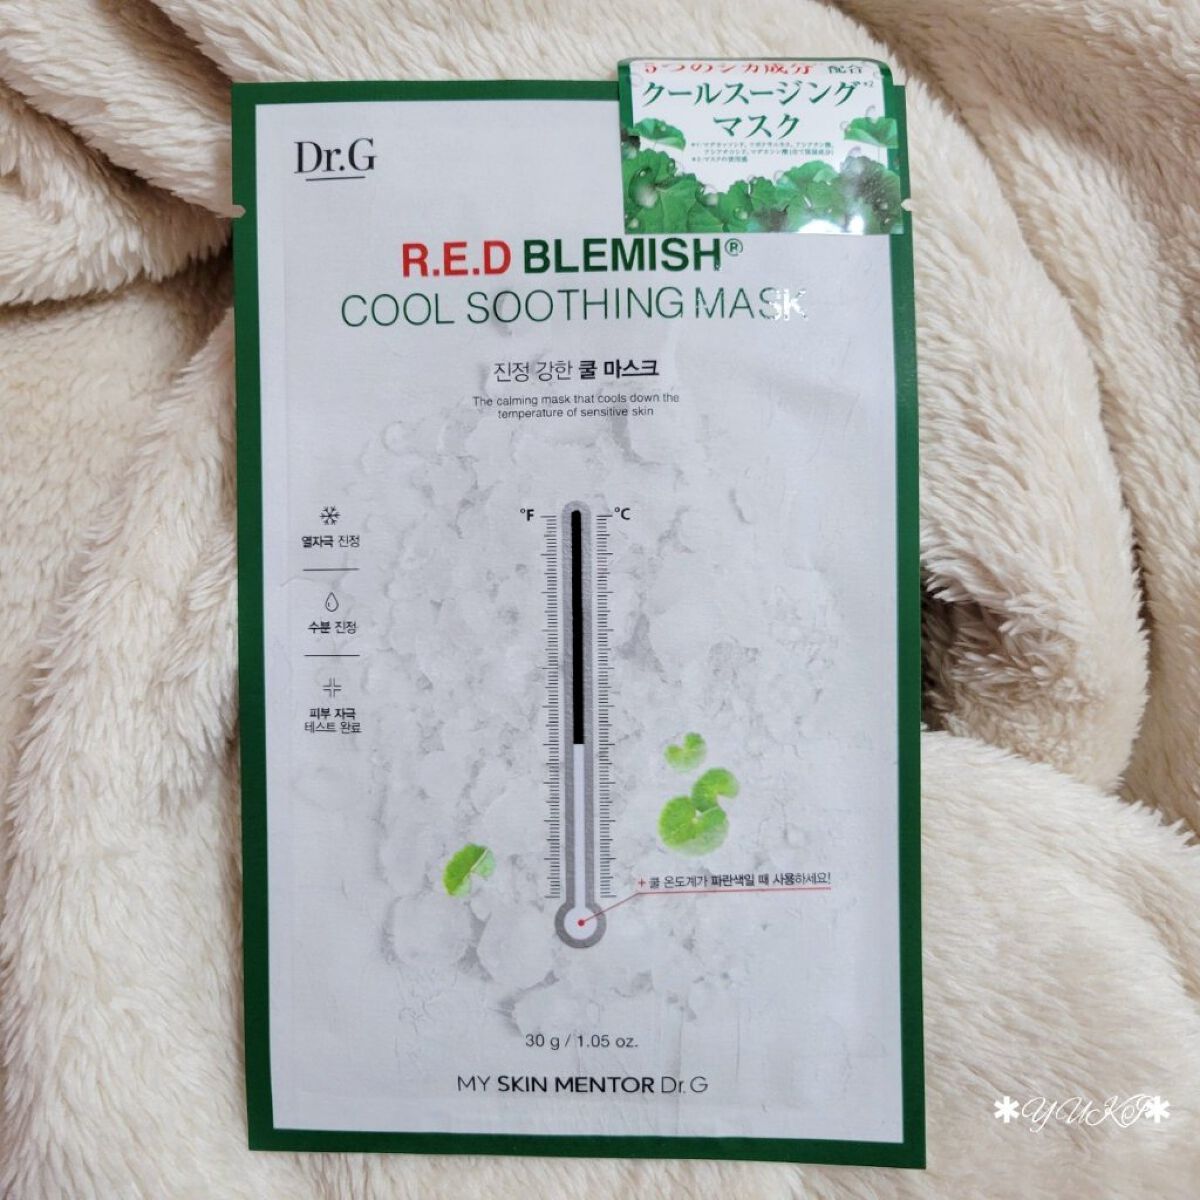 5つのシカ成分 配合
クールスージング*2
マスク
Dr.G
R.E.D BLEMISH®
COOL SOOTHING MASK
진정 강한 쿨 마스크
The calming mask that cools down the
temperature of sensitive skin
°F °C
열자극 진정
수분 진정
피부 자극
테스트 완료
+ 쿨 온도계가 파란색일 때 사용하세요!
30 g / 1.05 oz.
MY SKIN MENTOR Dr.G
*YUKI*